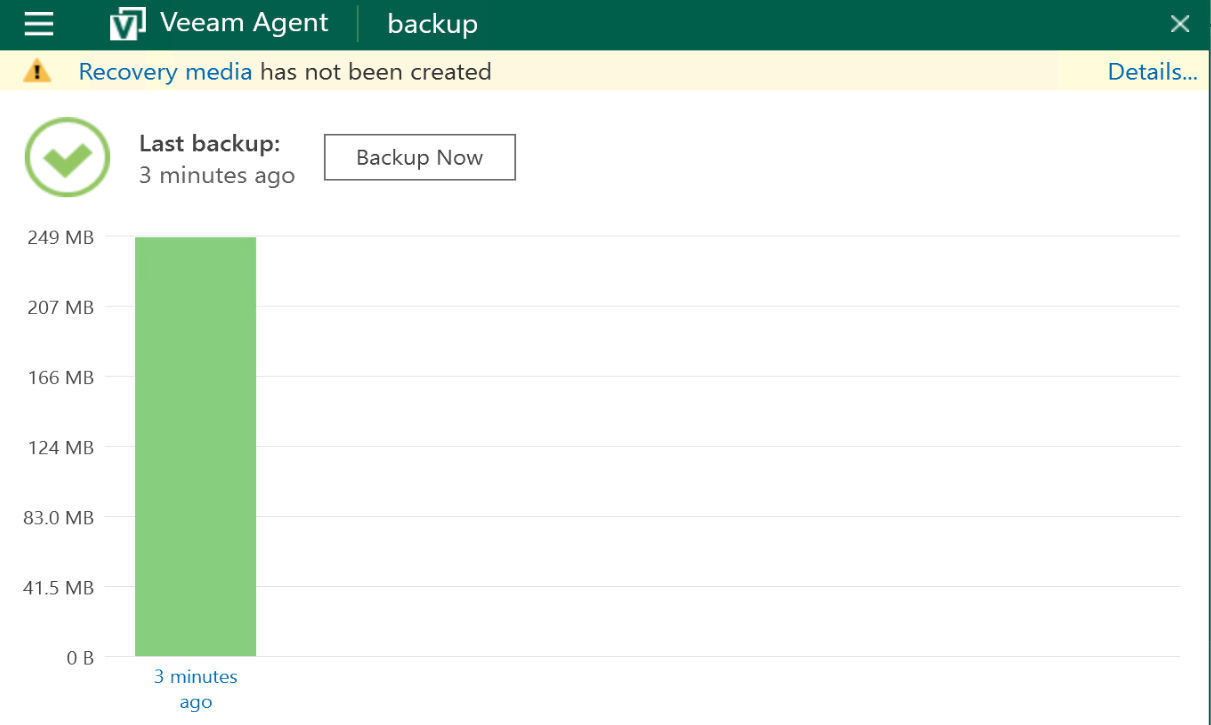 Veeam Agent backup
Recovery media has not been created Details...
Last backup:
3 minutes ago
Backup Now
249 MB
207 MB
166 MB
124 MB
83.0 MB
41.5 MB
0 B
3 minutes
ago